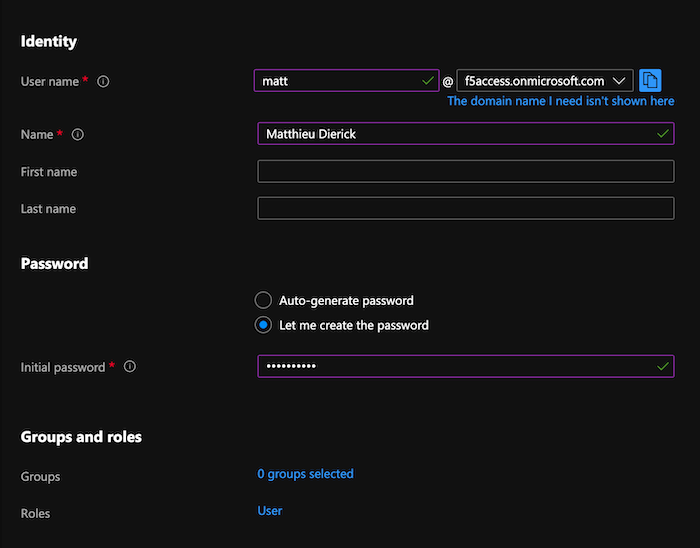 Identity
User name * matt @ f5access.onmicrosoft.com
The domain name I need isn't shown here
Name * Matthieu Dierick
First name
Last name
Password
Auto-generate password
Let me create the password
Initial password * ••••••••••
Groups and roles
Groups 0 groups selected
Roles User